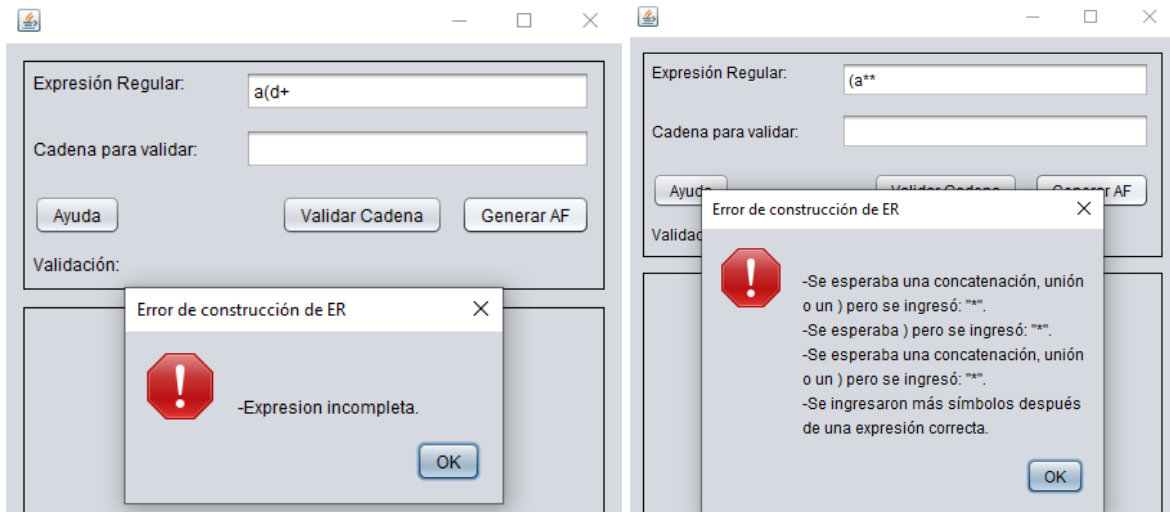 Expresión Regular:
a(d+
Cadena para validar:
Ayuda
Validar Cadena
Generar AF
Validación:
Error de construcción de ER
-Expresion incompleta.
OK
Expresión Regular:
(a**
Cadena para validar:
Error de construcción de ER
-Se esperaba una concatenación, unión
o un ) pero se ingresó: "*".
-Se esperaba ) pero se ingresó: "*".
-Se esperaba una concatenación, unión
o un ) pero se ingresó: "*".
-Se ingresaron más símbolos después
de una expresión correcta.
OK